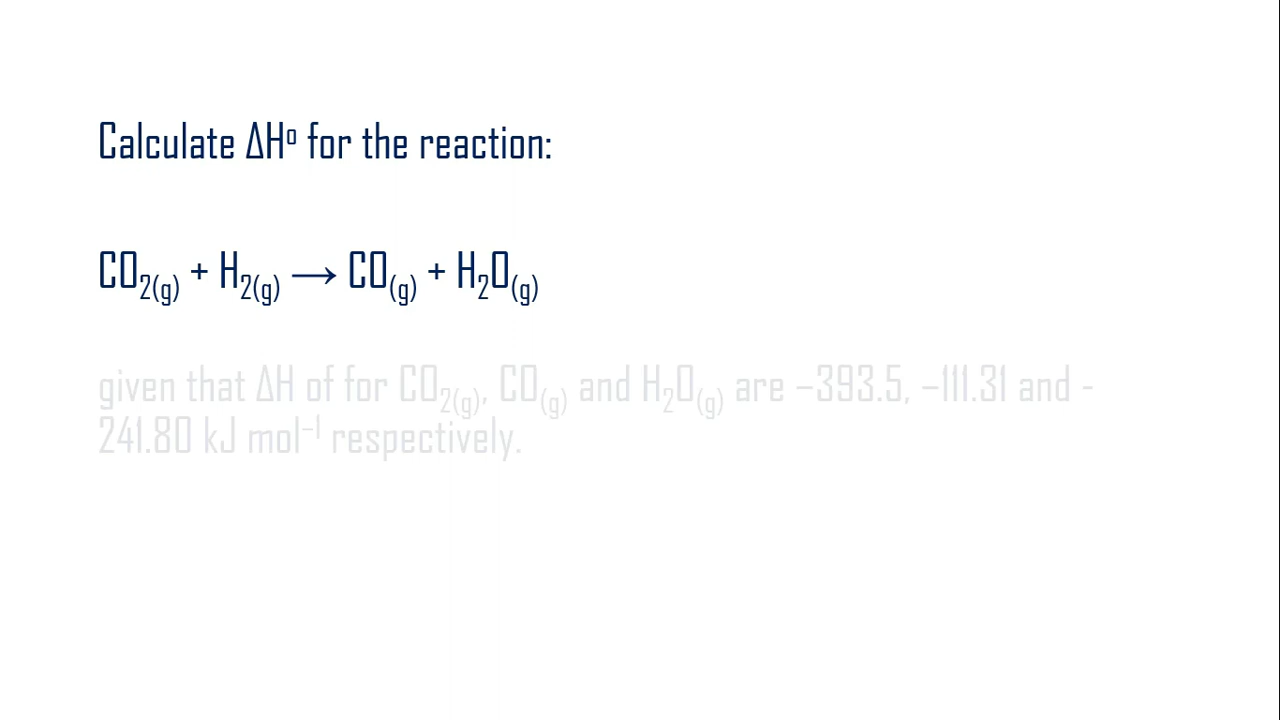 Calculate ΔHᵒ for the reaction:
CO₂₍g₎ + H₂₍g₎ ⟶ CO₍g₎ + H₂O₍g₎
given that ΔH of for CO₂₍g₎, CO₍g₎ and H₂O₍g₎ are –393.5, –111.31 and -
241.80 kJ mol⁻¹ respectively.